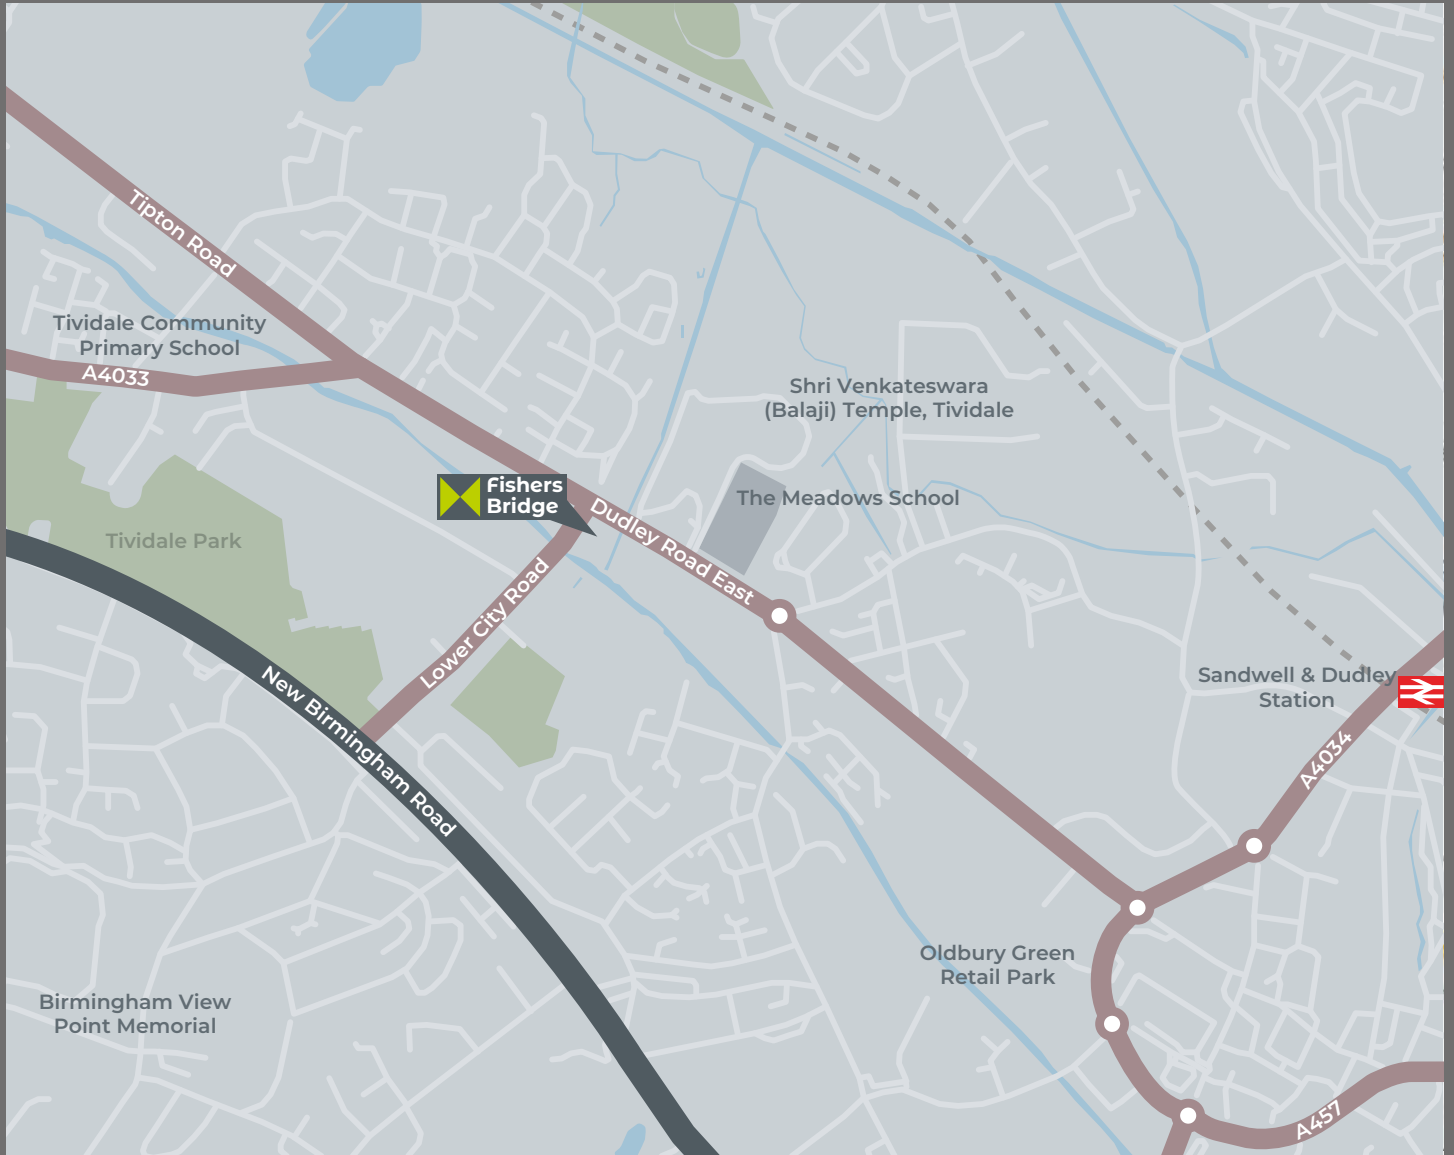 Tipton Road
Tividale Community
Primary School
A4033
Shri Venkateswara
(Balaji) Temple, Tividale
Fishers
Bridge
The Meadows School
Dudley Road East
Tividale Park
Lower City Road
New Birmingham Road
Sandwell & Dudley
Station
A4034
Oldbury Green
Retail Park
Birmingham View
Point Memorial
A457